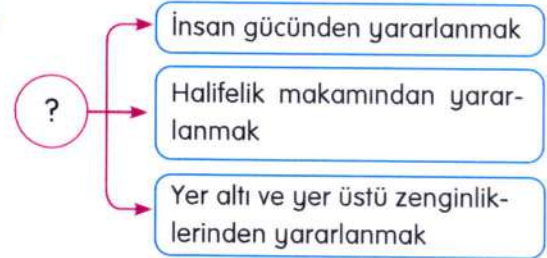 ?
İnsan gücünden yararlanmak
Halifelik makamından yarar-
lanmak
Yer altı ve yer üstü zenginlik-
lerinden yararlanmak